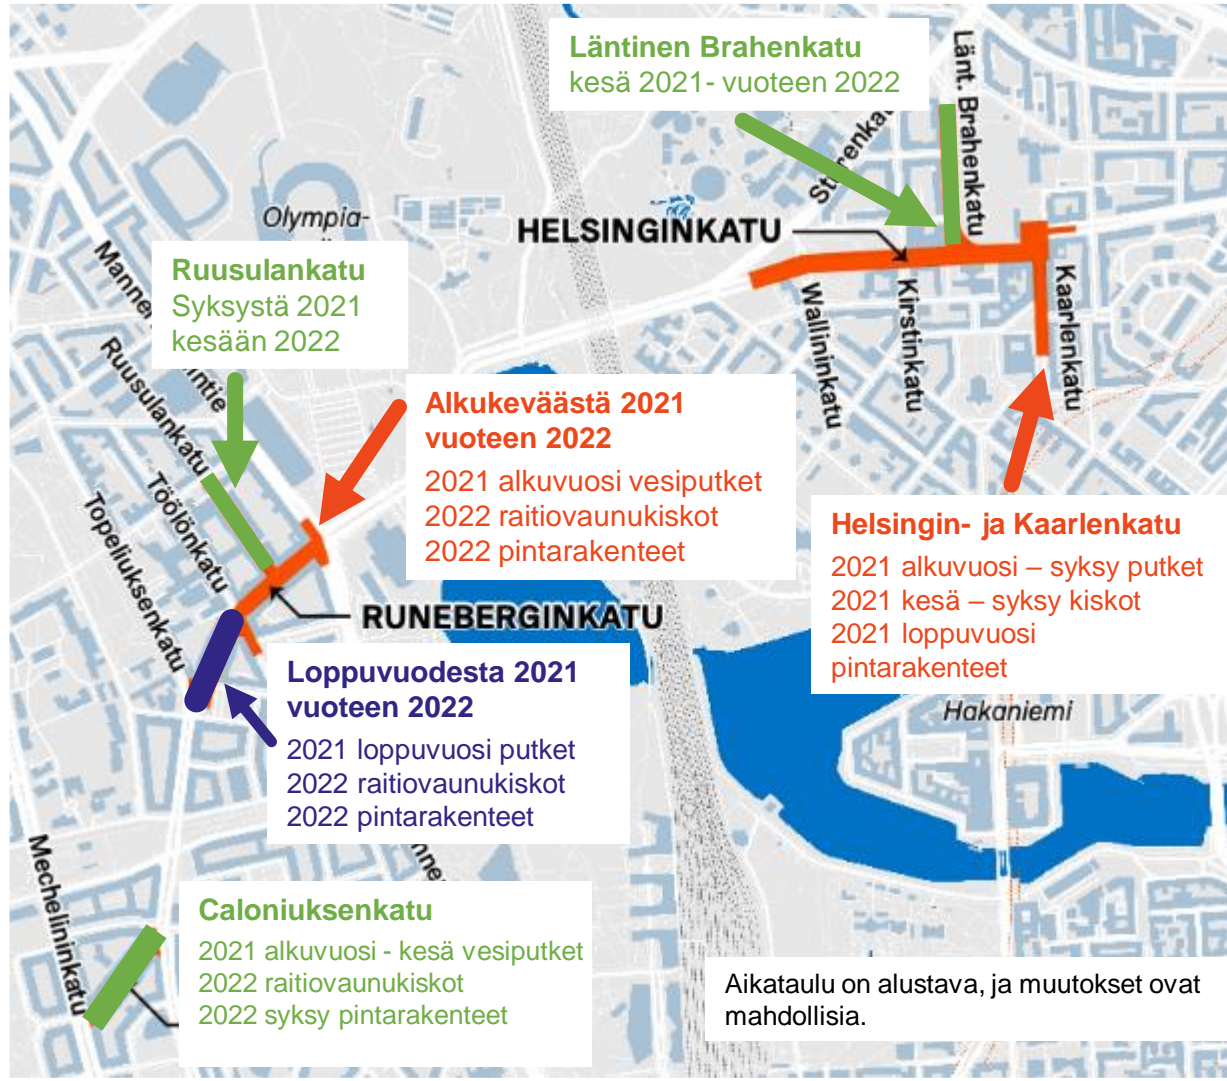 Läntinen Brahenkatu
kesä 2021- vuoteen 2022
Länt. Brahenkatu
Olympia-
HELSINGINKATU
Ruusulankatu
Syksystä 2021
kesään 2022
Kaarlenkatu
Kirstinkatu
Wallininkatu
Ruusulankatu
Töölönkatu
Topeliuksenkatu
Alkukeväästä 2021
vuoteen 2022
2021 alkuvuosi vesiputket
2022 raitiovaunukiskot
2022 pintarakenteet
Helsingin- ja Kaarlenkatu
2021 alkuvuosi – syksy putket
2021 kesä – syksy kiskot
2021 loppuvuosi
pintarakenteet
RUNEBERGINKATU
Loppuvuodesta 2021
vuoteen 2022
2021 loppuvuosi putket
2022 raitiovaunukiskot
2022 pintarakenteet
Hakaniemi
Mechelininkatu
Caloniuksenkatu
2021 alkuvuosi - kesä vesiputket
2022 raitiovaunukiskot
2022 syksy pintarakenteet
Aikataulu on alustava, ja muutokset ovat
mahdollisia.